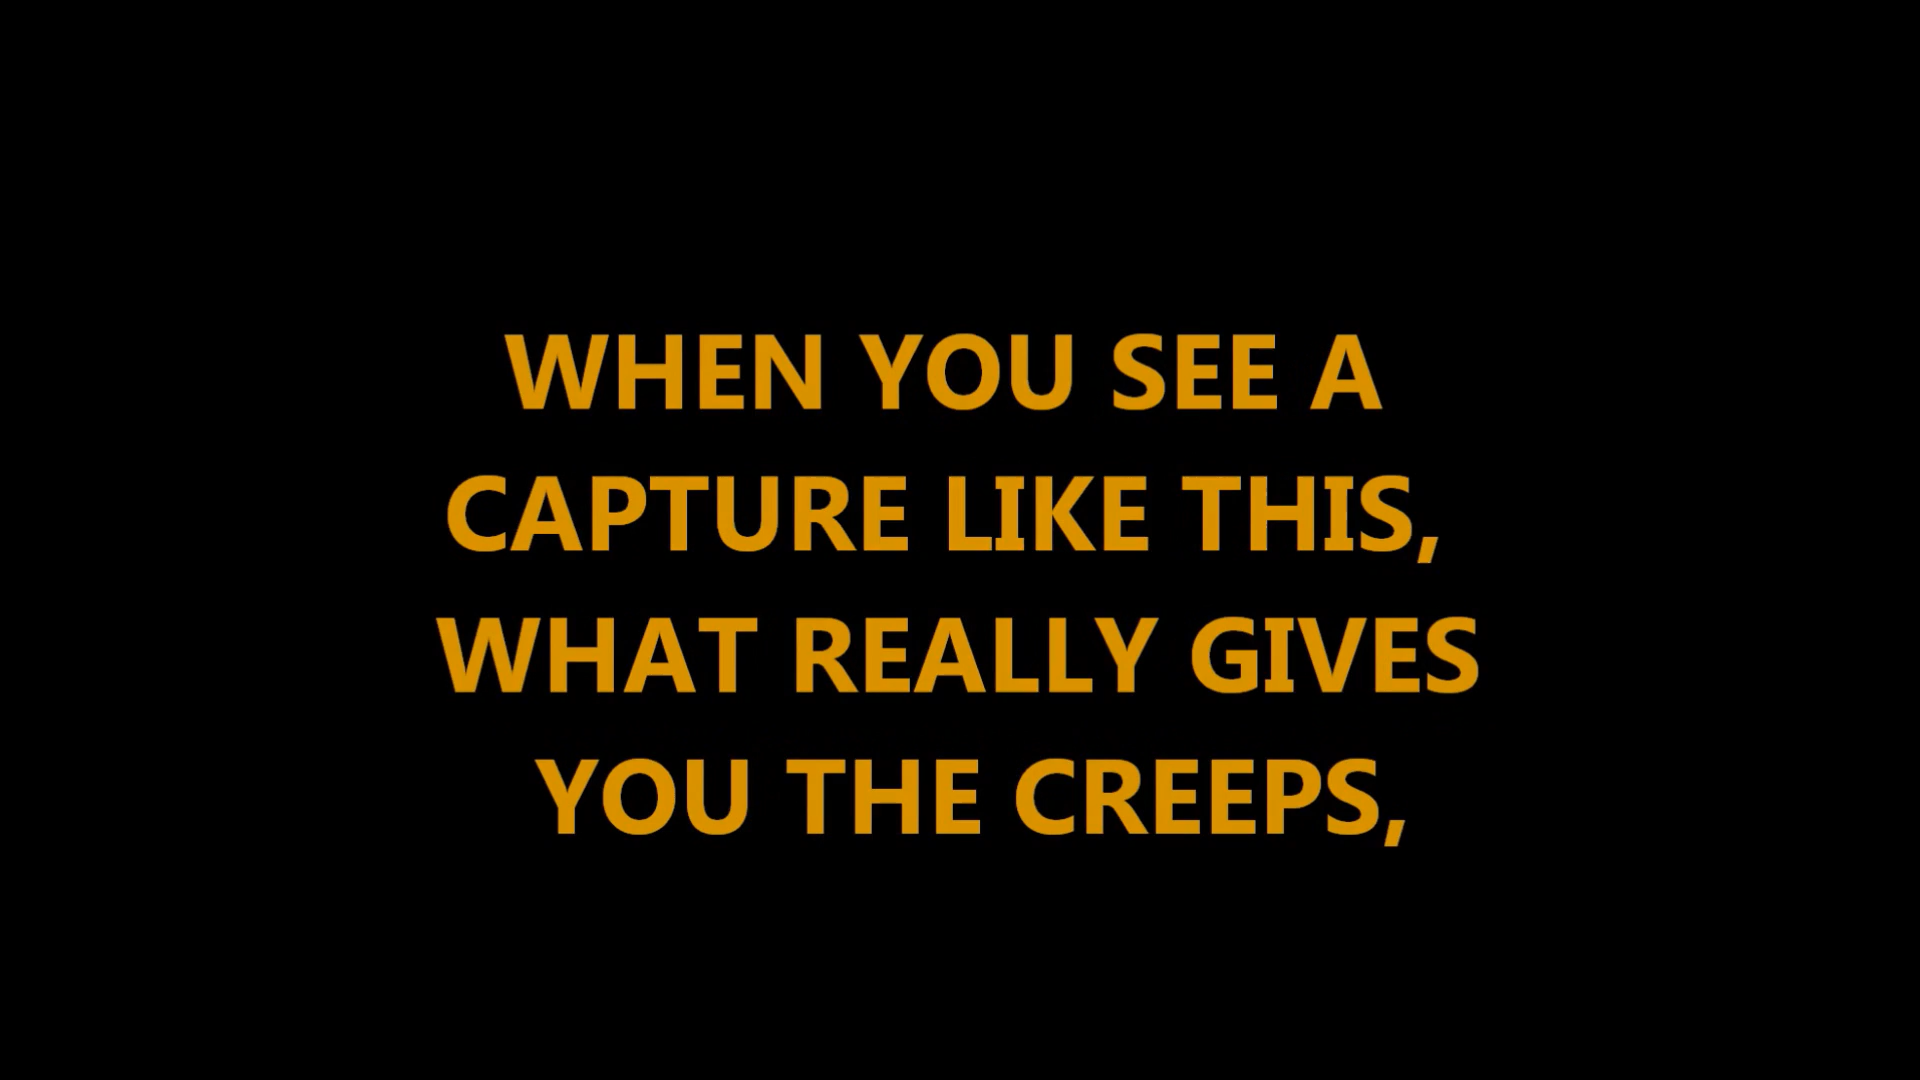 WHEN YOU SEE A
CAPTURE LIKE THIS,
WHAT REALLY GIVES
YOU THE CREEPS,